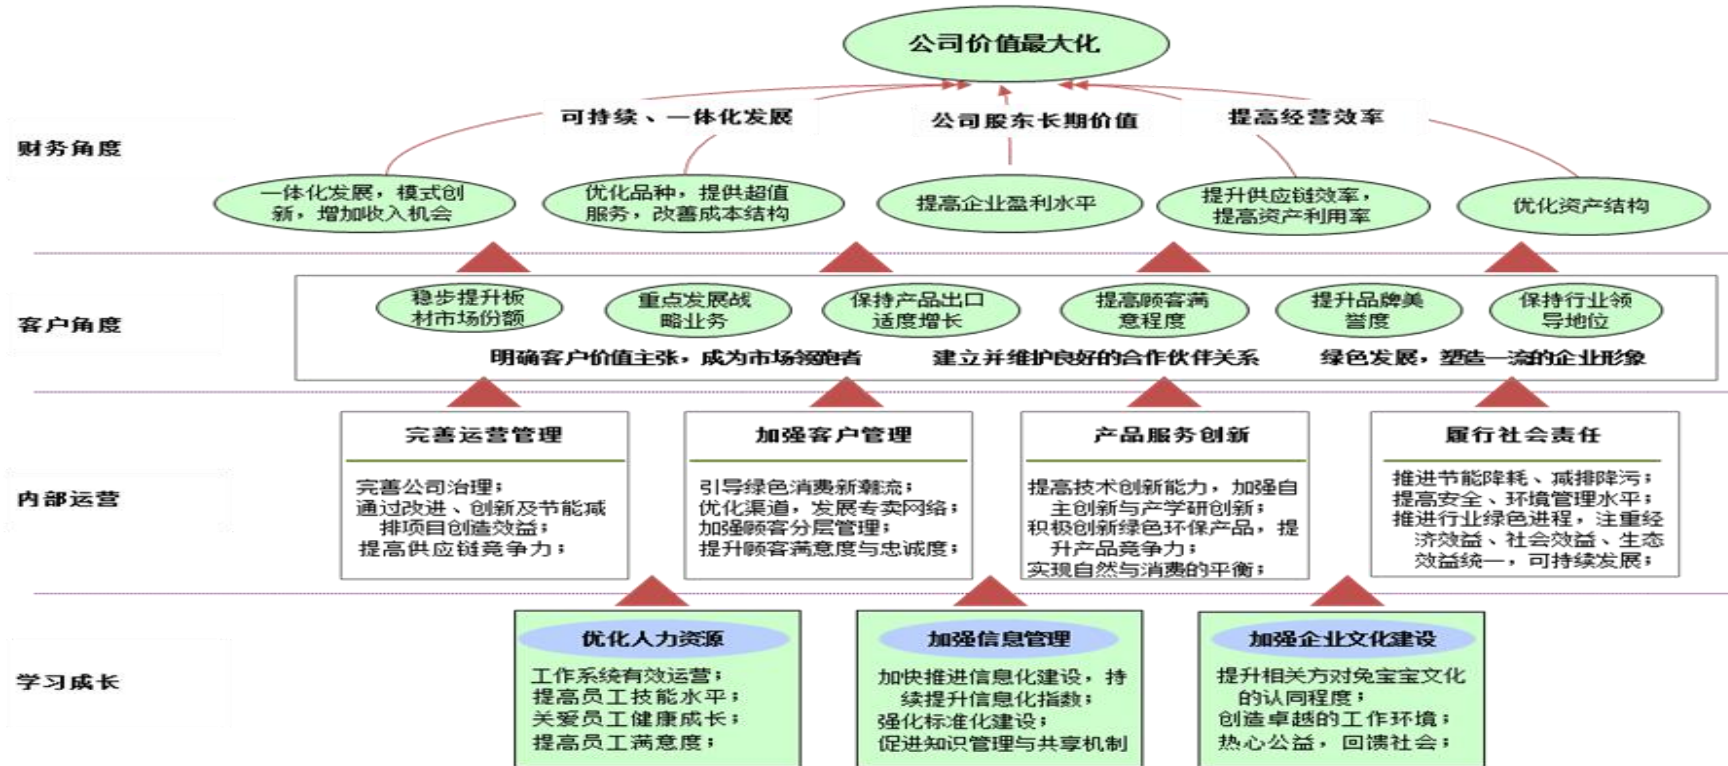 公司价值最大化
可持续、一体化发展
公司股东长期价值
提高经营效率
财务角度
一体化发展，模式创
新，增加收入机会
优化品种，提供超值
服务，改善成本结构
提高企业盈利水平
提升供应链效率，
提高资产利用率
优化资产结构
客户角度
稳步提升板
材市场份额
重点发展战
略业务
保持产品出口
适度增长
提高顾客满
意程度
提升品牌美
誉度
保持行业领
导地位
明确客户价值主张，成为市场领跑者
建立并维护良好的合作伙伴关系
绿色发展，塑造一流的企业形象
内部运营
完善运营管理
完善公司治理；
通过改进、创新及节能减
排项目创造效益；
提高供应链竞争力；
加强客户管理
引导绿色消费新潮流；
优化渠道，发展专卖网络；
加强顾客分层管理；
提升顾客满意度与忠诚度；
产品服务创新
提高技术创新能力，加强自
主创新与产学研创新；
积极创新绿色环保产品，提
升产品竞争力；
实现自然与消费的平衡；
履行社会责任
推进节能降耗、减排降污；
提高安全、环境管理水平；
推进行业绿色进程，注重经
济效益、社会效益、生态
效益统一，可持续发展；
学习成长
优化人力资源
工作系统有效运营；
提高员工技能水平；
关爱员工健康成长；
提高员工满意度；
加强信息管理
加快推进信息化建设，持
续提升信息化指数；
强化标准化建设；
促进知识管理与共享机制
加强企业文化建设
提升相关方对兔宝宝文化
的认同程度；
创造卓越的工作环境；
热心公益，回馈社会；